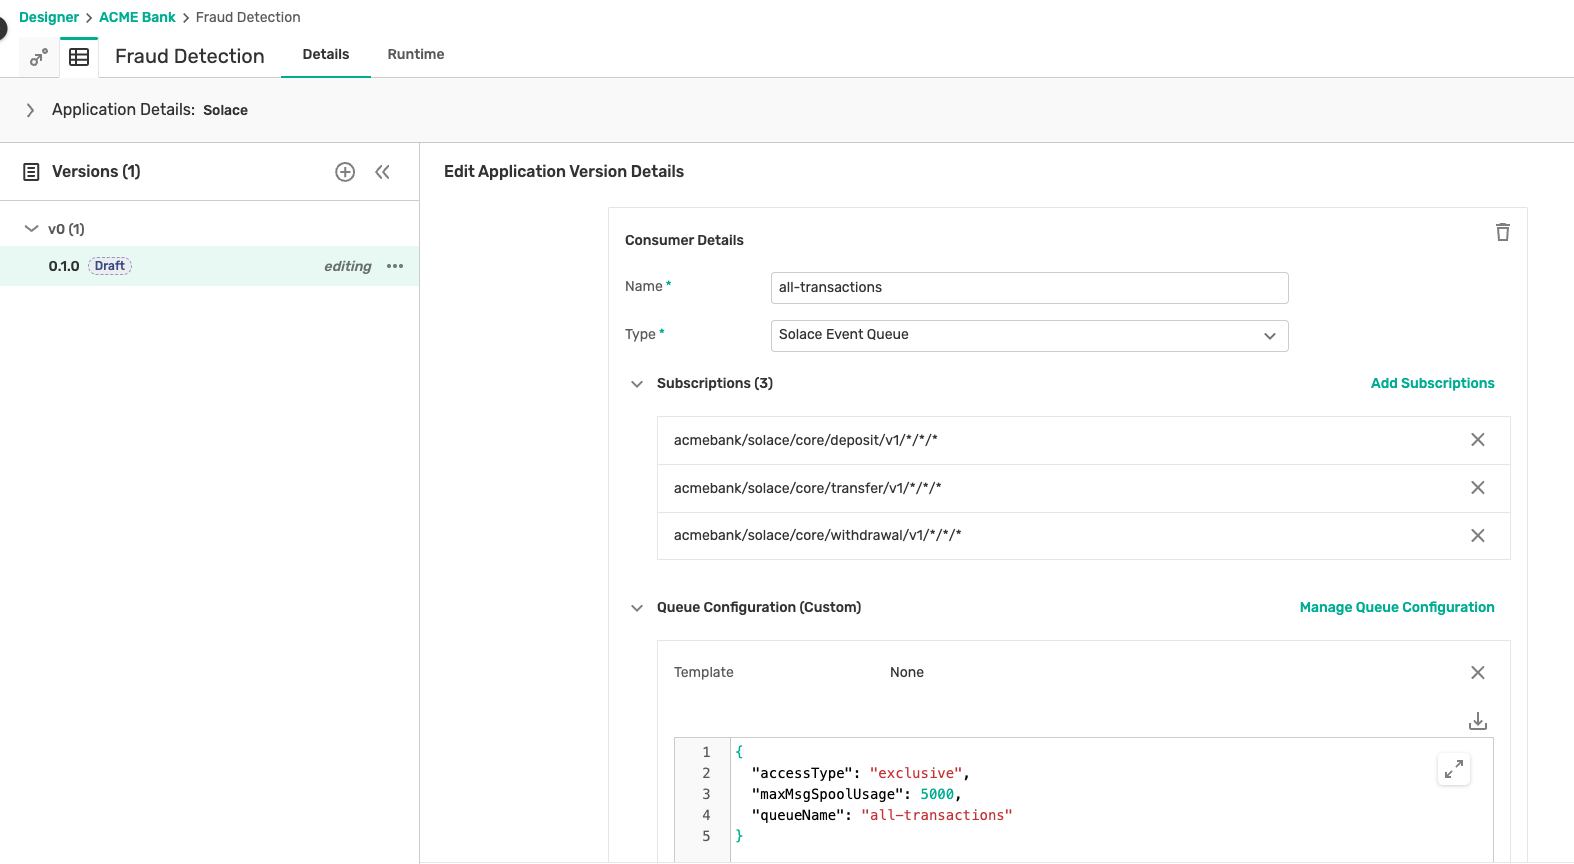 Designer > ACME Bank > Fraud Detection
Fraud Detection Details Runtime
Application Details: Solace
Versions (1)
v0 (1)
0.1.0 Draft editing
Edit Application Version Details
Consumer Details
Name * all-transactions
Type * Solace Event Queue
Subscriptions (3) Add Subscriptions
acmebank/solace/core/deposit/v1/*/*/*
acmebank/solace/core/transfer/v1/*/*/*
acmebank/solace/core/withdrawal/v1/*/*/*
Queue Configuration (Custom) Manage Queue Configuration
Template None
1 {
2 "accessType": "exclusive",
3 "maxMsgSpoolUsage": 5000,
4 "queueName": "all-transactions"
5 }